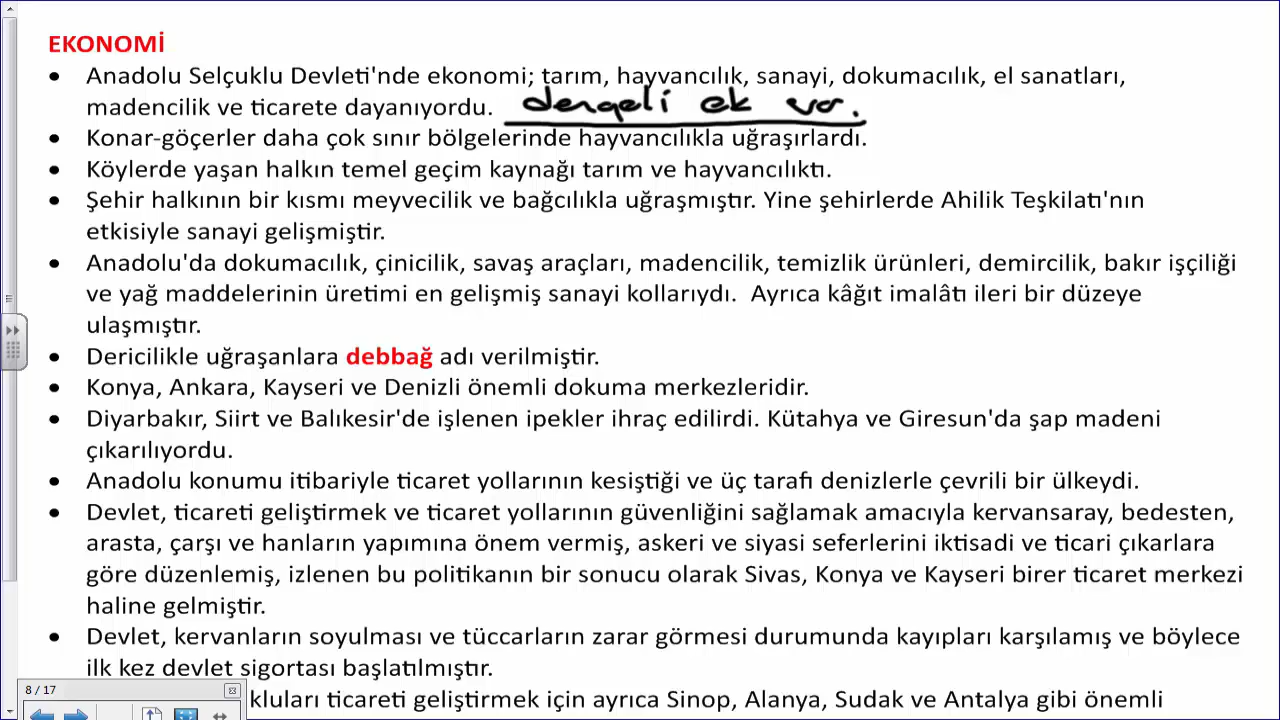 EKONOMİ
• Anadolu Selçuklu Devleti'nde ekonomi; tarım, hayvancılık, sanayi, dokumacılık, el sanatları,
madencilik ve ticarete dayanıyordu. dengeli ek var.
• Konar-göçerler daha çok sınır bölgelerinde hayvancılıkla uğraşırlardı.
• Köylerde yaşan halkın temel geçim kaynağı tarım ve hayvancılıktı.
• Şehir halkının bir kısmı meyvecilik ve bağcılıkla uğraşmıştır. Yine şehirlerde Ahilik Teşkilatı'nın
etkisiyle sanayi gelişmiştir.
• Anadolu'da dokumacılık, çinicilik, savaş araçları, madencilik, temizlik ürünleri, demircilik, bakır işçiliği
ve yağ maddelerinin üretimi en gelişmiş sanayi kollarıydı. Ayrıca kâğıt imalâtı ileri bir düzeye
ulaşmıştır.
• Dericilikle uğraşanlara debbağ adı verilmiştir.
• Konya, Ankara, Kayseri ve Denizli önemli dokuma merkezleridir.
• Diyarbakır, Siirt ve Balıkesir'de işlenen ipekler ihraç edilirdi. Kütahya ve Giresun'da şap madeni
çıkarılıyordu.
• Anadolu konumu itibariyle ticaret yollarının kesiştiği ve üç tarafı denizlerle çevrili bir ülkeydi.
• Devlet, ticareti geliştirmek ve ticaret yollarının güvenliğini sağlamak amacıyla kervansaray, bedesten,
arasta, çarşı ve hanların yapımına önem vermiş, askeri ve siyasi seferlerini iktisadi ve ticari çıkarlara
göre düzenlemiş, izlenen bu politikanın bir sonucu olarak Sivas, Konya ve Kayseri birer ticaret merkezi
haline gelmiştir.
• Devlet, kervanların soyulması ve tüccarların zarar görmesi durumunda kayıpları karşılamış ve böylece
ilk kez devlet sigortası başlatılmıştır.
8 / 17
kluları ticareti geliştirmek için ayrıca Sinop, Alanya, Sudak ve Antalya gibi önemli